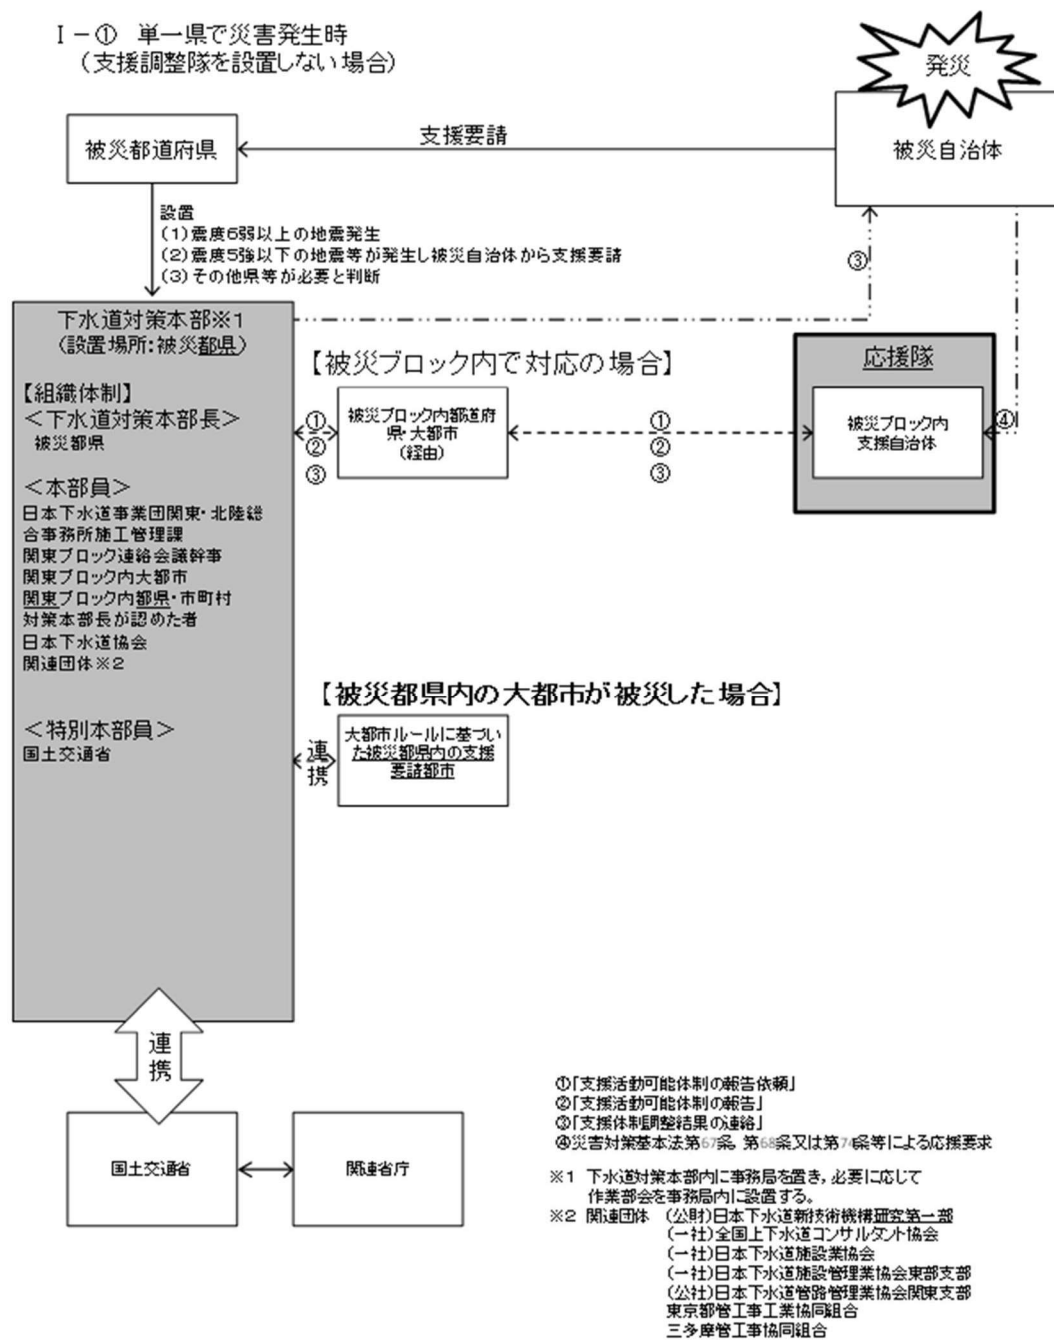 Ⅰ－① 単一県で災害発生時
（支援調整隊を設置しない場合）
発災
被災都道府県
支援要請
被災自治体
設置
(1)震度6弱以上の地震発生
(2)震度5強以下の地震等が発生し被災自治体から支援要請
(3)その他県等が必要と判断
③
下水道対策本部※1
（設置場所：被災都県）
【組織体制】
＜下水道対策本部長＞
被災都県
＜本部員＞
日本下水道事業団関東・北陸総
合事務所施工管理課
関東ブロック連絡会議幹事
関東ブロック内大都市
関東ブロック内都県・市町村
対策本部長が認めた者
日本下水道協会
関連団体※2
＜特別本部員＞
国土交通省
【被災ブロック内で対応の場合】
①
②
③
被災ブロック内都道府
県・大都市
（経由）
①
②
③
応援隊
被災ブロック内
支援自治体
④
【被災都県内の大都市が被災した場合】
連
携
大都市ルールに基づい
た被災都県内の支援
要請都市
連
携
国土交通省
関連省庁
①「支援活動可能体制の報告依頼」
②「支援活動可能体制の報告」
③「支援体制調整結果の連絡」
④災害対策基本法第67条，第68条又は第74条等による応援要求
※1 下水道対策本部内に事務局を置き，必要に応じて
作業部会を事務局内に設置する。
※2 関連団体 （公財）日本下水道新技術機構研究第一部
（一社）全国上下水道コンサルタント協会
（一社）日本下水道施設業協会
（一社）日本下水道施設管理業協会東部支部
（公社）日本下水道管路管理業協会関東支部
東京都管工事工業協同組合
三多摩管工事協同組合